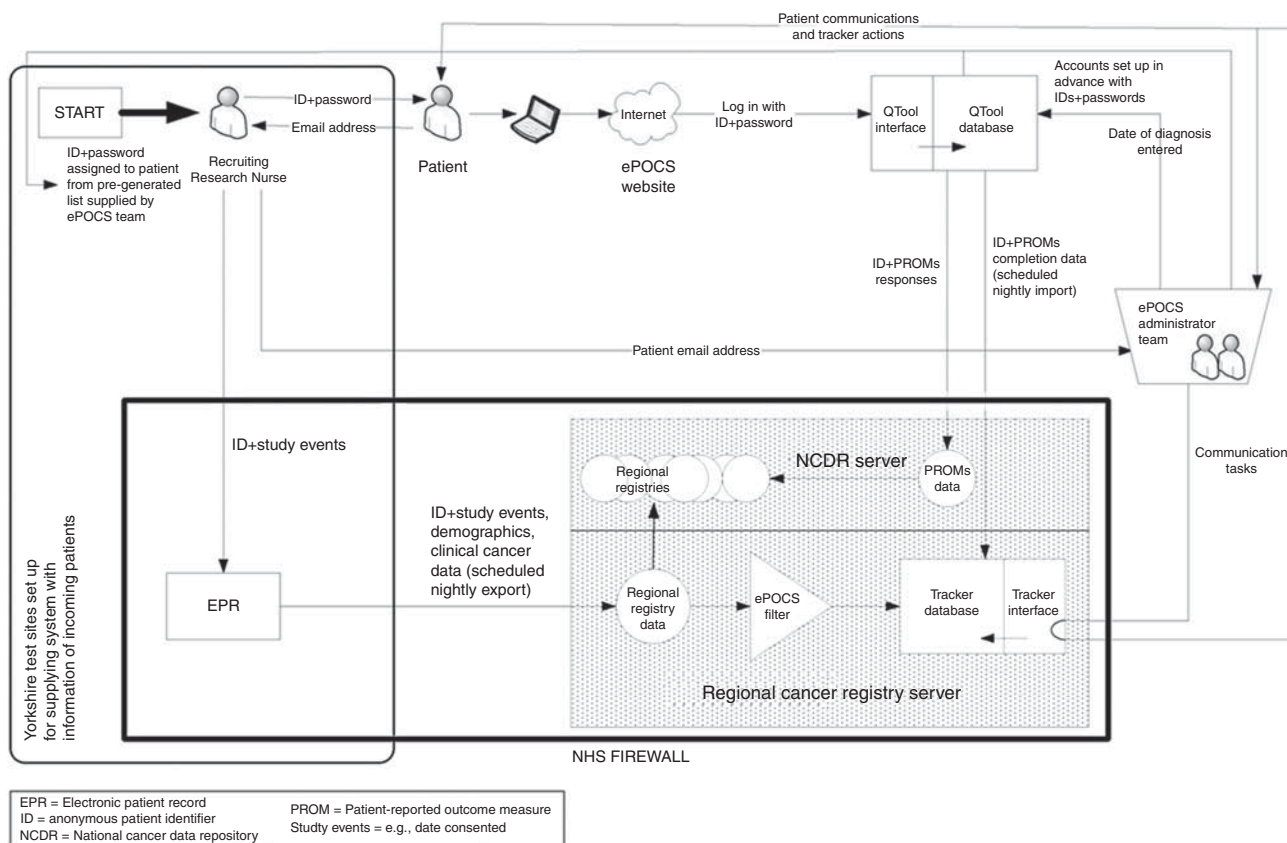 Patient communications
and tracker actions
START
ID+password
Email address
ID+password
assigned to patient
from pre-generated
list supplied by
ePOCS team
Recruiting
Research Nurse
Patient
Internet
ePOCS
website
Log in with
ID+password
QTool
interface
QTool
database
Accounts set up in
advance with
IDs+passwords
Date of diagnosis
entered
ID+PROMs
responses
ID+PROMs
completion data
(scheduled
nightly import)
ePOCS
administrator
team
Patient email address
ID+study events
Regional
registries
NCDR server
PROMs
data
Communication
tasks
ID+study events,
demographics,
clinical cancer
data (scheduled
nightly export)
EPR
Regional
registry
data
ePOCS
filter
Tracker
database
Tracker
interface
Regional cancer registry server
Yorkshire test sites set up
for supplying system with
information of incoming patients
NHS FIREWALL
EPR = Electronic patient record
ID = anonymous patient identifier
NCDR = National cancer data repository
PROM = Patient-reported outcome measure
Studty events = e.g., date consented